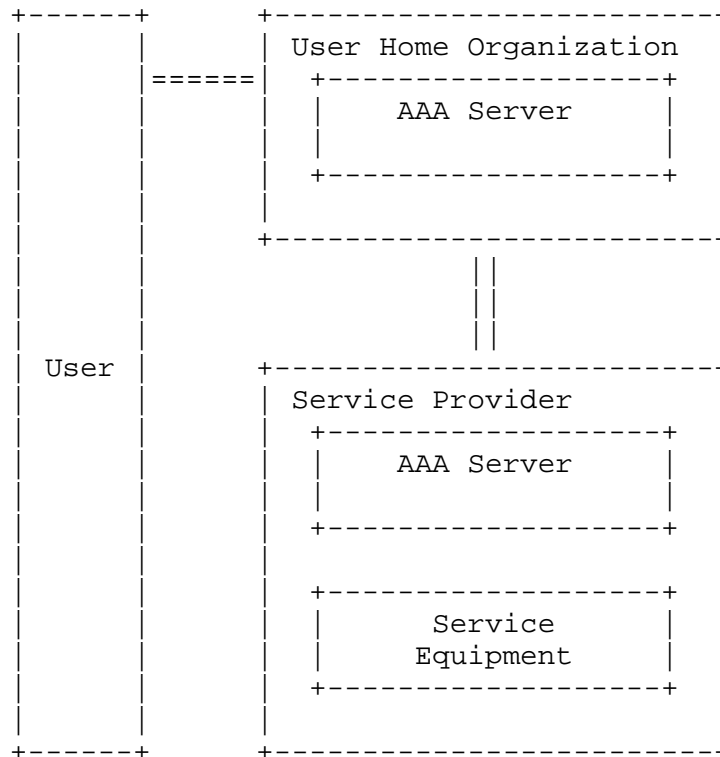 User Home Organization
AAA Server
User
Service Provider
AAA Server
Service
Equipment